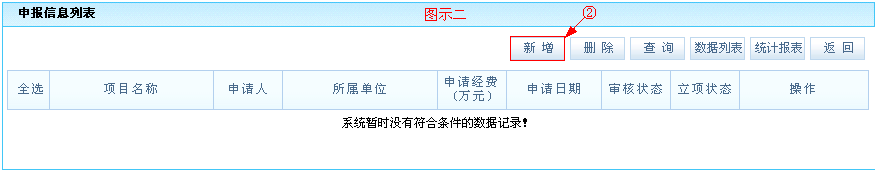 申报信息列表 图示二 ②
新 增 删 除 查 询 数据列表 统计报表 返 回
全选 项目名称 申请人 所属单位 申请经费 (万元) 申请日期 审核状态 立项状态 操作
系统暂时没有符合条件的数据记录!